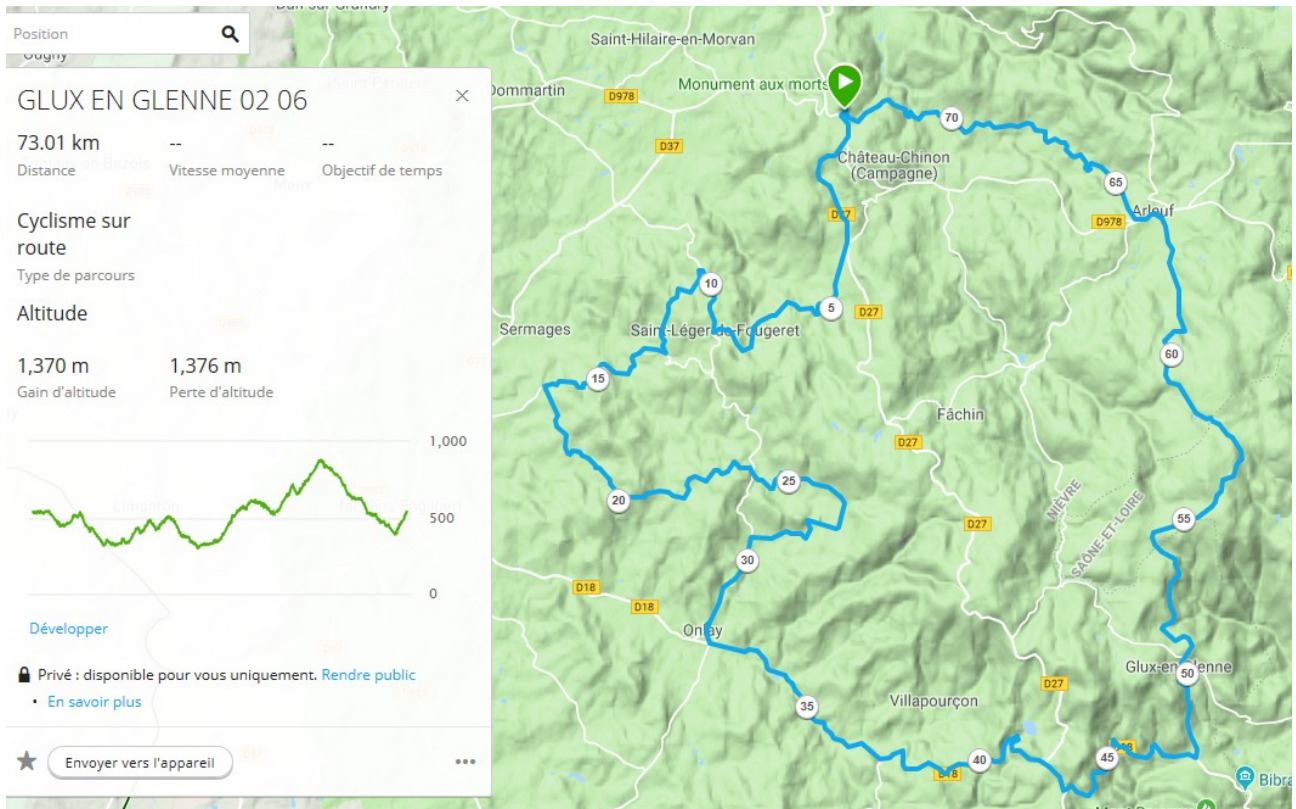 Position
GLUX EN GLENNE 02 06
73.01 km
Distance
--
Vitesse moyenne
--
Objectif de temps
Cyclisme sur
route
Type de parcours
Altitude
1,370 m
Gain d'altitude
1,376 m
Perte d'altitude
1,000
500
0
Développer
Privé : disponible pour vous uniquement. Rendre public
• En savoir plus
Envoyer vers l'appareil
Saint-Hilaire-en-Morvan
Monument aux morts
Dommartin
D978
D37
70
Château-Chinon
(Campagne)
65
Arleuf
D27
D978
10
5
D27
Sermages
Saint-Léger-de-Fougeret
60
15
Fâchin
D27
25
20
NIÈVRE
SAÔNE-ET-LOIRE
55
D27
30
D18
D18
Onlay
Glux-en-Glenne
50
D27
Villapourçon
35
D18
45
40
D18
Bibra
Limanton